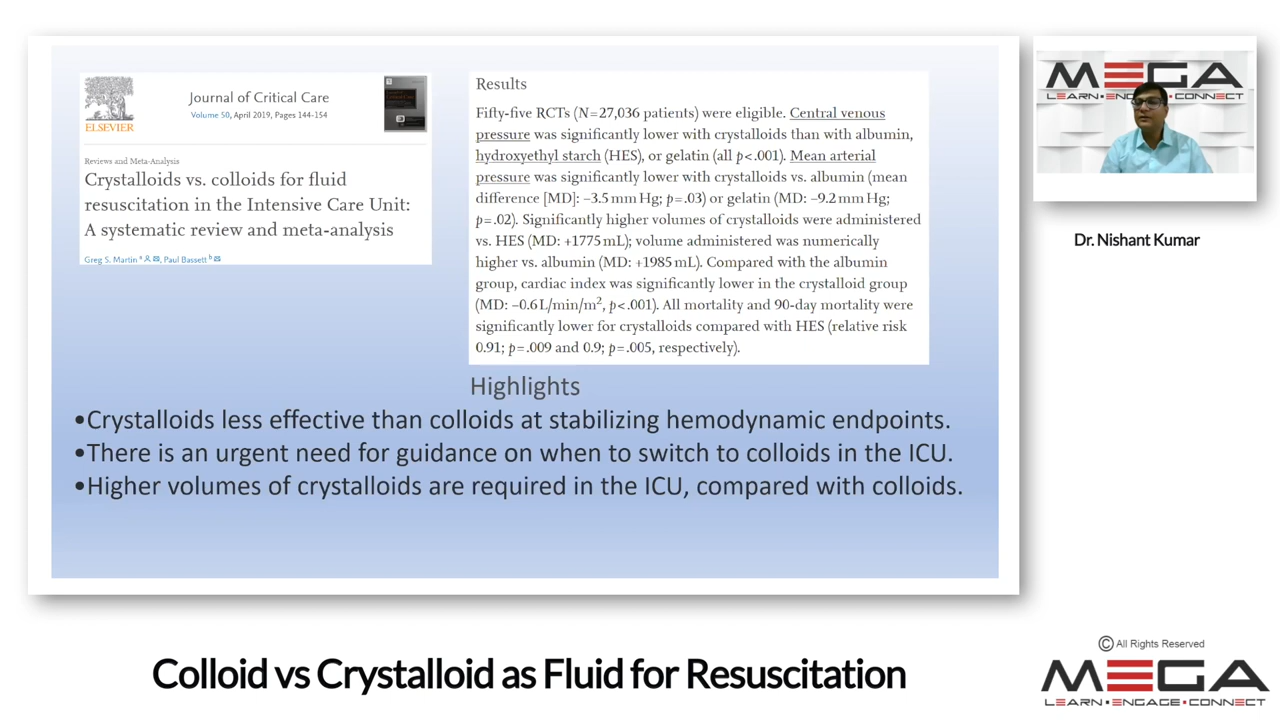 ELSEVIER
Journal of Critical Care
Volume 50, April 2019, Pages 144-154
Reviews and Meta-Analysis
Crystalloids vs. colloids for fluid
resuscitation in the Intensive Care Unit:
A systematic review and meta-analysis
Greg S. Martin a, Paul Bassett b
Results
Fifty-five RCTs (N=27,036 patients) were eligible. Central venous
pressure was significantly lower with crystalloids than with albumin,
hydroxyethyl starch (HES), or gelatin (all p<.001). Mean arterial
pressure was significantly lower with crystalloids vs. albumin (mean
difference [MD]: −3.5 mm Hg; p=.03) or gelatin (MD: −9.2 mm Hg;
p=.02). Significantly higher volumes of crystalloids were administered
vs. HES (MD: +1775 mL); volume administered was numerically
higher vs. albumin (MD: +1985 mL). Compared with the albumin
group, cardiac index was significantly lower in the crystalloid group
(MD: −0.6 L/min/m², p<.001). All mortality and 90-day mortality were
significantly lower for crystalloids compared with HES (relative risk
0.91; p=.009 and 0.9; p=.005, respectively).
Highlights
•Crystalloids less effective than colloids at stabilizing hemodynamic endpoints.
•There is an urgent need for guidance on when to switch to colloids in the ICU.
•Higher volumes of crystalloids are required in the ICU, compared with colloids.
MEGA
LEARN•ENGAGE•CONNECT
Dr. Nishant Kumar
Colloid vs Crystalloid as Fluid for Resuscitation
© All Rights Reserved
MEGA
LEARN•ENGAGE•CONNECT